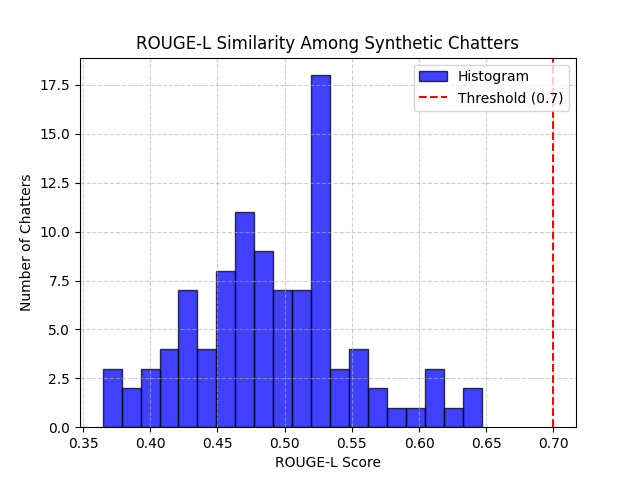 ROUGE-L Similarity Among Synthetic Chatters
Histogram
Threshold (0.7)
Number of Chatters
17.5
15.0
12.5
10.0
7.5
5.0
2.5
0.0
0.35 0.40 0.45 0.50 0.55 0.60 0.65 0.70
ROUGE-L Score